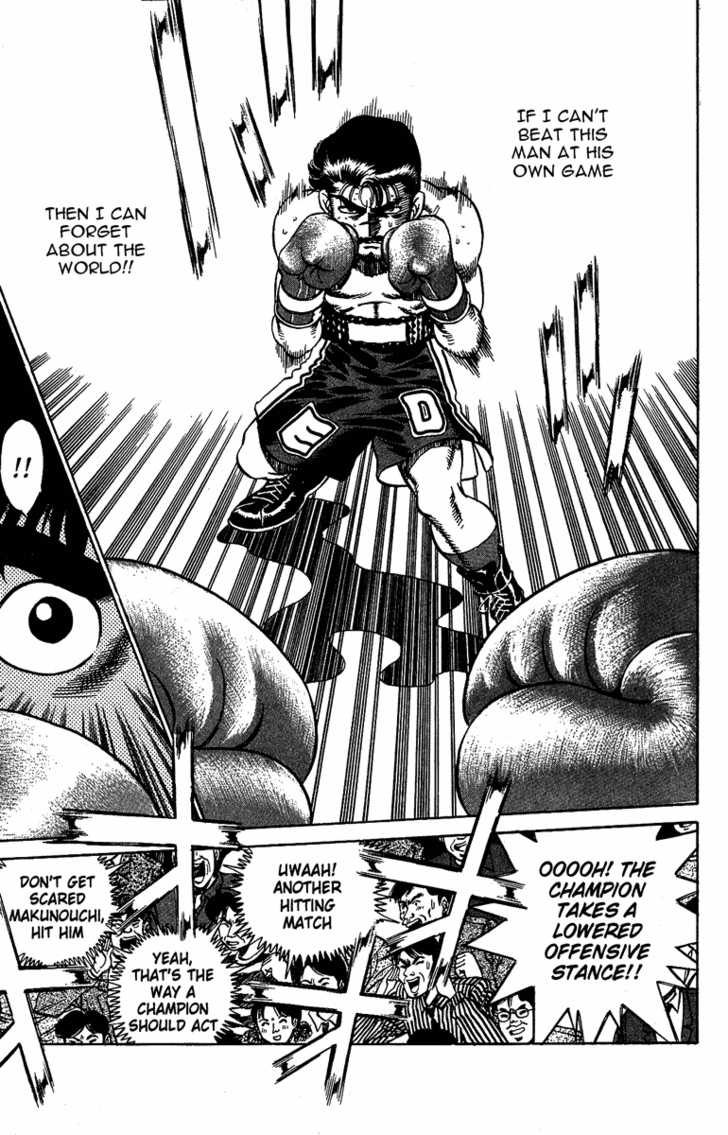 IF I CAN'T
BEAT THIS
MAN AT HIS
OWN GAME
THEN I CAN
FORGET
ABOUT THE
WORLD!!
E
D
!!
OOOOH! THE
CHAMPION
TAKES A
LOWERED
OFFENSIVE
STANCE!!
UWAAH!
ANOTHER
HITTING
MATCH
YEAH,
THAT'S THE
WAY A
CHAMPION
SHOULD ACT
DON'T GET
SCARED
MAKUNOUCHI,
HIT HIM